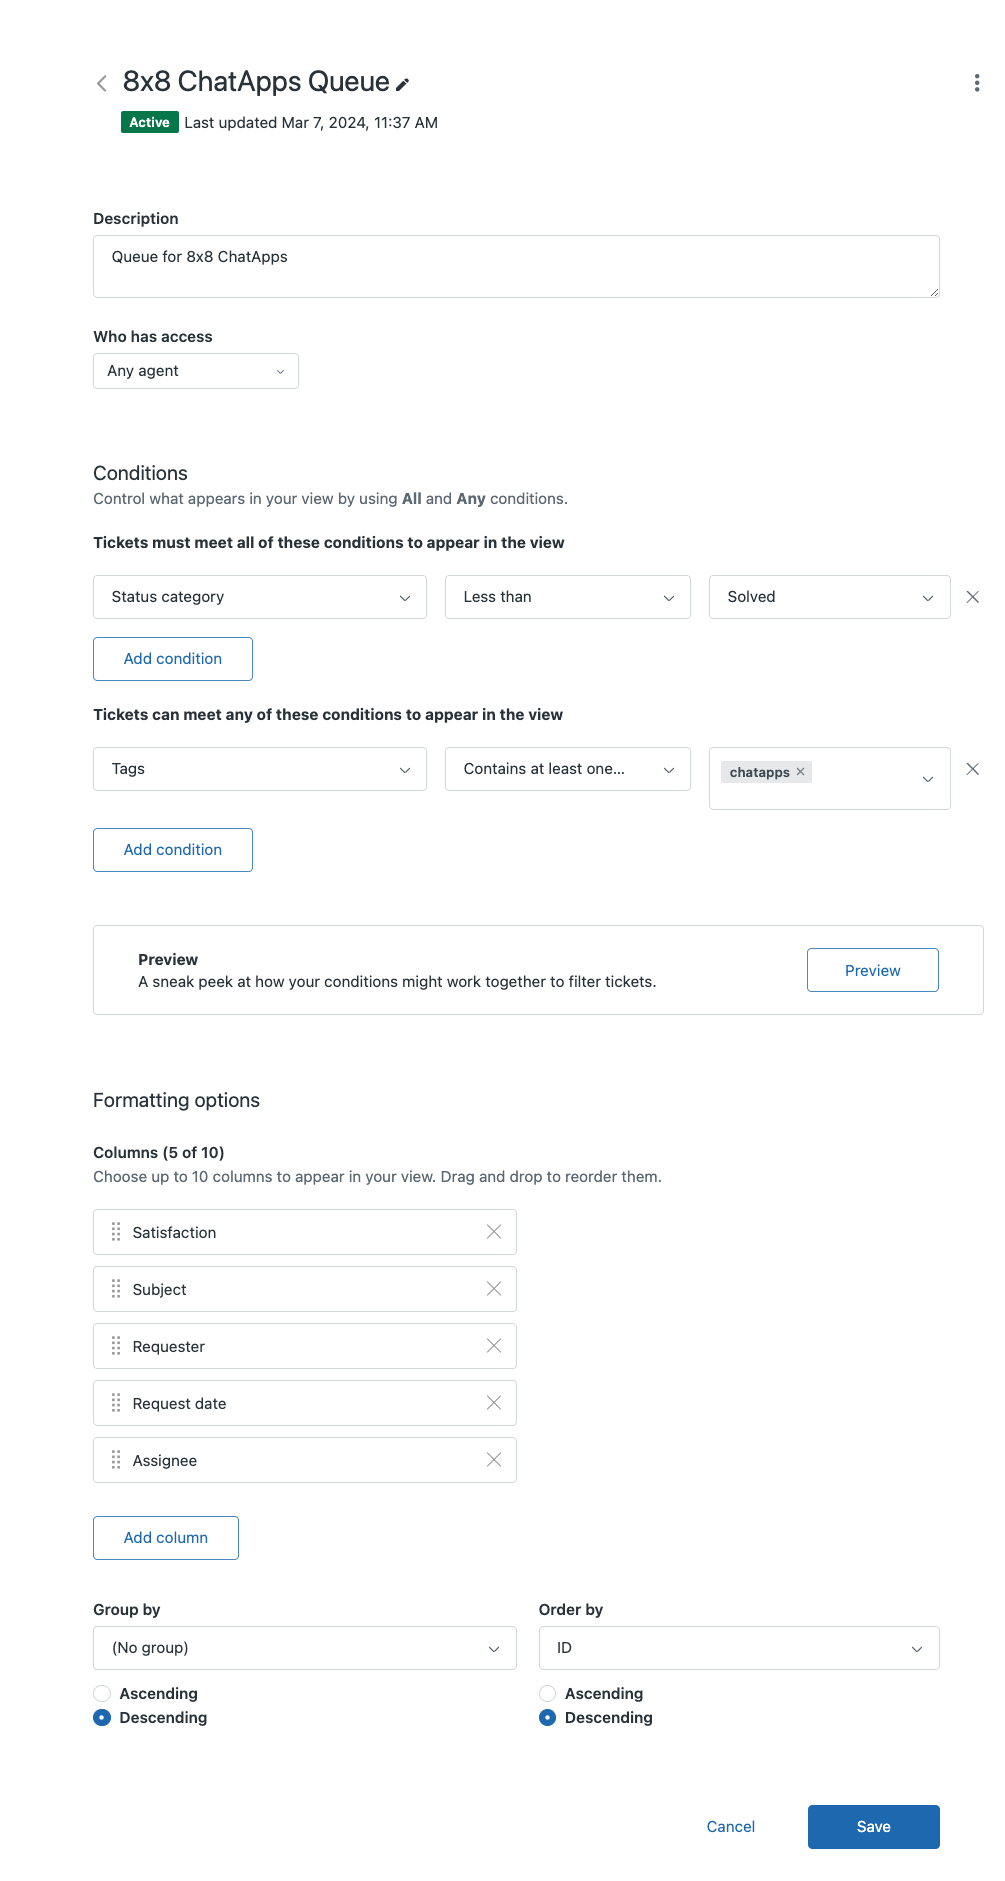 8x8 ChatApps Queue
Active Last updated Mar 7, 2024, 11:37 AM
Description
Queue for 8x8 ChatApps
Who has access
Any agent
Conditions
Control what appears in your view by using All and Any conditions.
Tickets must meet all of these conditions to appear in the view
Status category Less than Solved
Add condition
Tickets can meet any of these conditions to appear in the view
Tags Contains at least one... chatapps
Add condition
Preview
A sneak peek at how your conditions might work together to filter tickets.
Preview
Formatting options
Columns (5 of 10)
Choose up to 10 columns to appear in your view. Drag and drop to reorder them.
Satisfaction
Subject
Requester
Request date
Assignee
Add column
Group by Order by
(No group) ID
Ascending Ascending
Descending Descending
Cancel Save